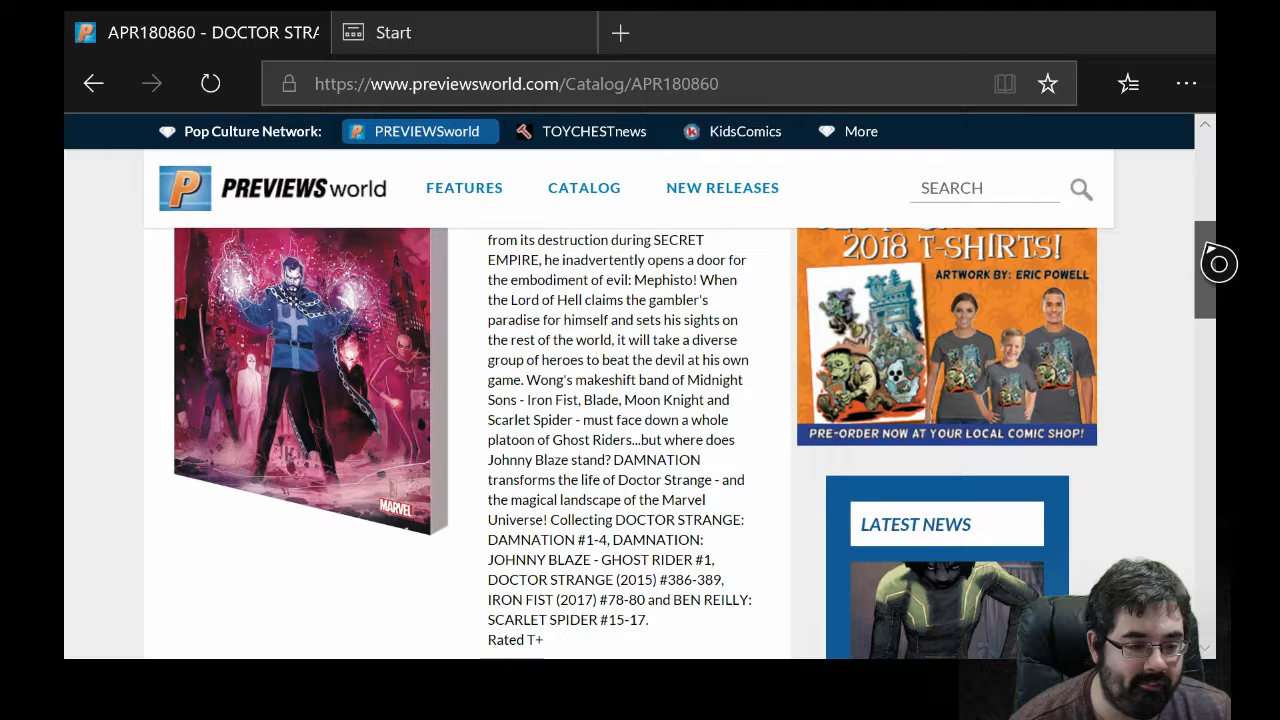 APR180860 - DOCTOR STRA
Start
https://www.previewsworld.com/Catalog/APR180860
Pop Culture Network:
PREVIEWSworld
TOYCHESTnews
KidsComics
More
P
PREVIEWS world
FEATURES
CATALOG
NEW RELEASES
SEARCH
from its destruction during SECRET
EMPIRE, he inadvertently opens a door for
the embodiment of evil: Mephisto! When
the Lord of Hell claims the gambler's
paradise for himself and sets his sights on
the rest of the world, it will take a diverse
group of heroes to beat the devil at his own
game. Wong's makeshift band of Midnight
Sons - Iron Fist, Blade, Moon Knight and
Scarlet Spider - must face down a whole
platoon of Ghost Riders...but where does
Johnny Blaze stand? DAMNATION
transforms the life of Doctor Strange - and
the magical landscape of the Marvel
Universe! Collecting DOCTOR STRANGE:
DAMNATION #1-4, DAMNATION:
JOHNNY BLAZE - GHOST RIDER #1,
DOCTOR STRANGE (2015) #386-389,
IRON FIST (2017) #78-80 and BEN REILLY:
SCARLET SPIDER #15-17.
Rated T+
MARVEL
2018 T-SHIRTS!
ARTWORK BY: ERIC POWELL
PRE-ORDER NOW AT YOUR LOCAL COMIC SHOP!
LATEST NEWS